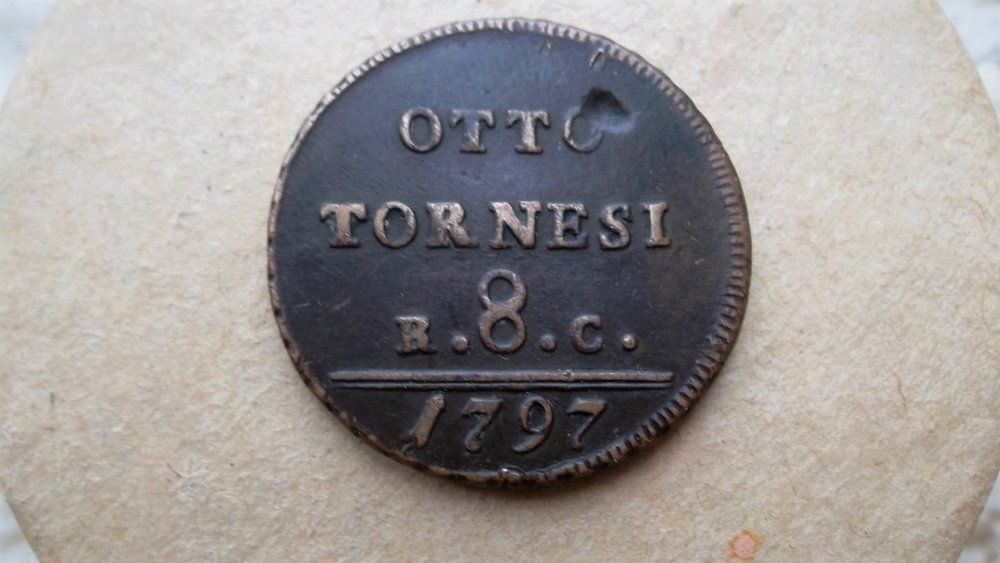 OTTO
TORNESI
R.8.C.
1797